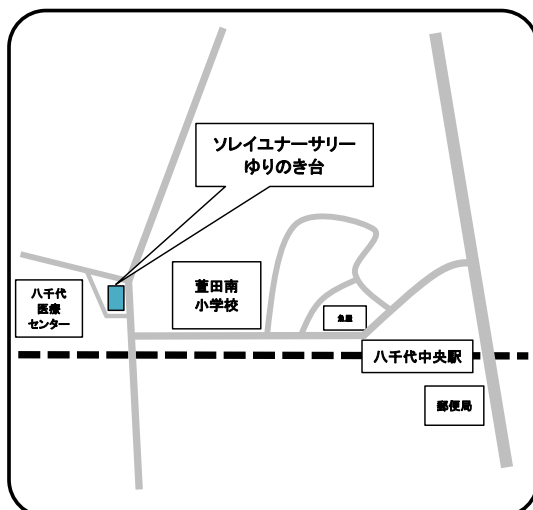 ソレイユナーサリー
ゆりのき台
八千代
医療
センター
萱田南
小学校
八千代中央駅
郵便局